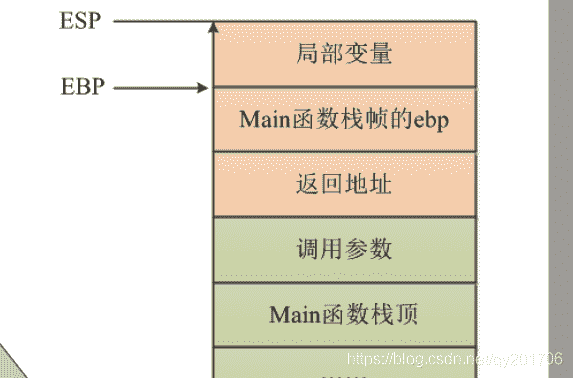 ESP
局部变量
EBP
Main函数栈帧的ebp
返回地址
调用参数
Main函数栈顶
https://blog.csdn.net/qy201706
......